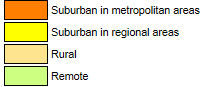 Suburban in metropolitan areas
Suburban in regional areas
Rural
Remote